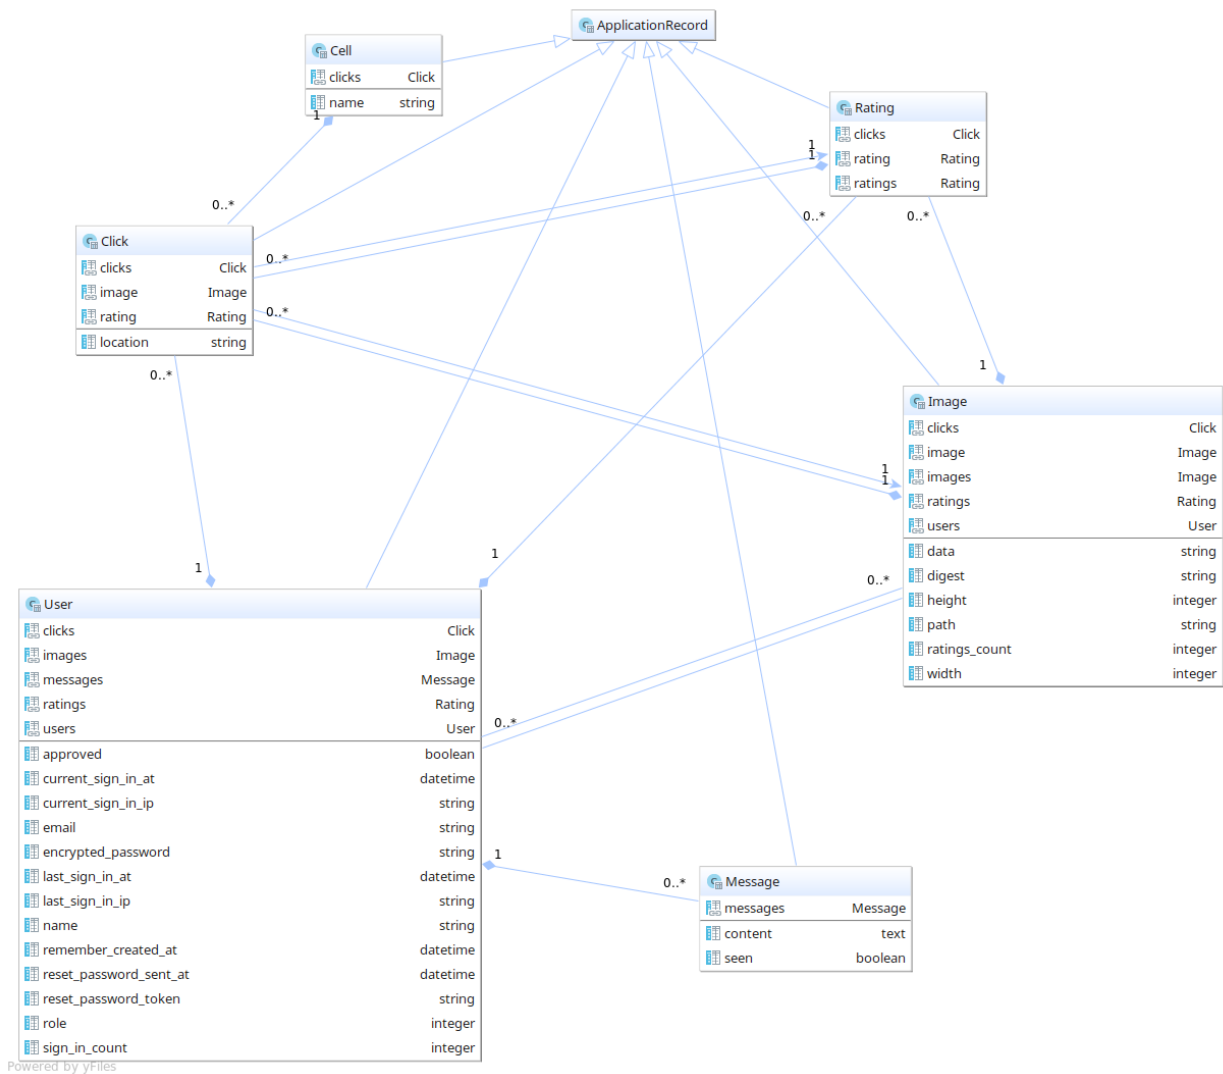 ApplicationRecord
Cell
clicks Click
name string
1
0..*
Rating
clicks Click
rating Rating
ratings Rating
1
1
0..*
0..*
Click
clicks Click
image Image
rating Rating
location string
0..*
0..*
0..*
1
1
1
1
1
0..*
0..*
Image
clicks Click
image Image
images Image
ratings Rating
users User
data string
digest string
height integer
path string
ratings_count integer
width integer
User
clicks Click
images Image
messages Message
ratings Rating
users User
approved boolean
current_sign_in_at datetime
current_sign_in_ip string
email string
encrypted_password string
last_sign_in_at datetime
last_sign_in_ip string
name string
remember_created_at datetime
reset_password_sent_at datetime
reset_password_token string
role integer
sign_in_count integer
1
0..*
Message
messages Message
content text
seen boolean
Powered by yFiles